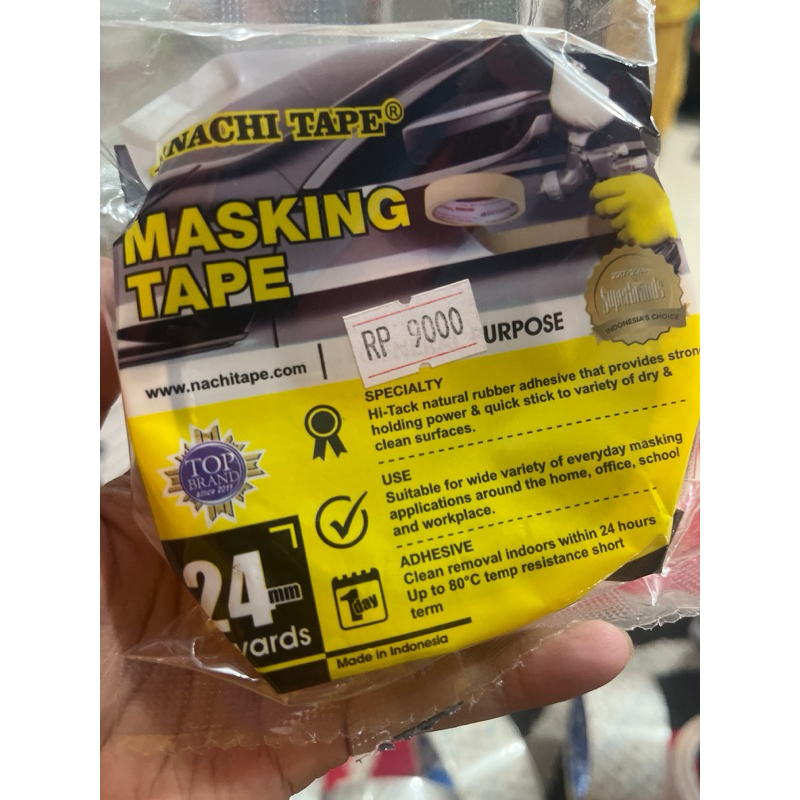 NACHI TAPE®
MASKING
TAPE
RP 9000
URPOSE
www.nachitape.com
Superbrands
INDONESIA'S CHOICE
SPECIALTY
Hi-Tack natural rubber adhesive that provides stron
holding power & quick stick to variety of dry &
clean surfaces.
TOP
BRAND
since 2011
USE
Suitable for wide variety of everyday masking
applications around the home, office, school
and workplace.
24mm
yards
1day
ADHESIVE
Clean removal indoors within 24 hours
Up to 80°C temp resistance short
term
Made in Indonesia